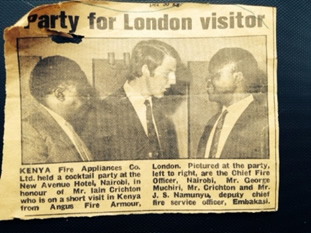 Party for London visitor
KENYA Fire Appliances Co.
Ltd. held a cocktail party at the
New Avenue Hotel, Nairobi, in
honour of Mr. Iain Crichton
who is on a short visit in Kenya
from Angus Fire Armour,
London. Pictured at the party,
left to right, are the Chief Fire
Officer, Nairobi, Mr. George
Muchiri, Mr. Crichton and Mr.
J. S. Namunyu, deputy chief
fire service officer, Embakasi.